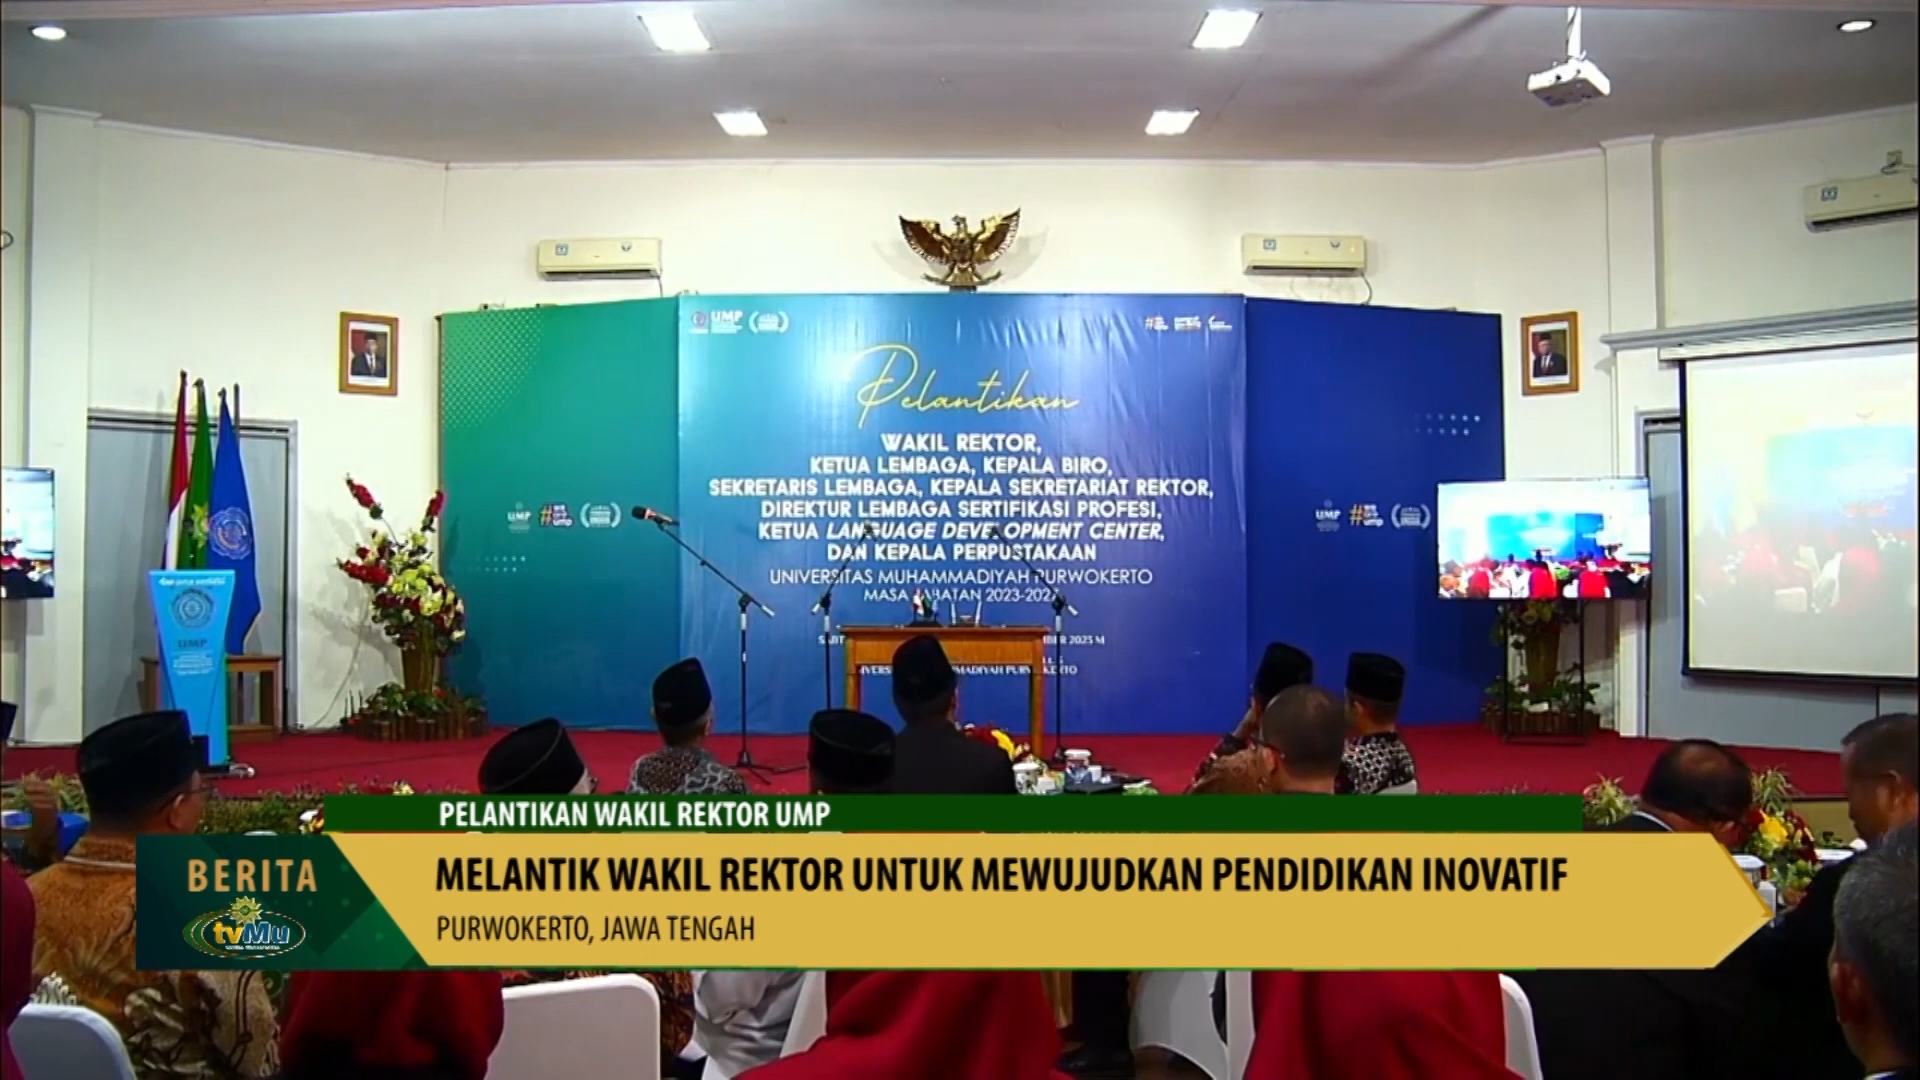 UMP
Pelantikan
WAKIL REKTOR,
KETUA LEMBAGA, KEPALA BIRO,
SEKRETARIS LEMBAGA, KEPALA SEKRETARIAT REKTOR,
DIREKTUR LEMBAGA SERTIFIKASI PROFESI,
KETUA LANGUAGE DEVELOPMENT CENTER,
DAN KEPALA PERPUSTAKAAN
UNIVERSITAS MUHAMMADIYAH PURWOKERTO
MASA JABATAN 2023-2027
UMP
UMP
UMP
PELANTIKAN WAKIL REKTOR UMP
BERITA
tvMu
MELANTIK WAKIL REKTOR UNTUK MEWUJUDKAN PENDIDIKAN INOVATIF
PURWOKERTO, JAWA TENGAH